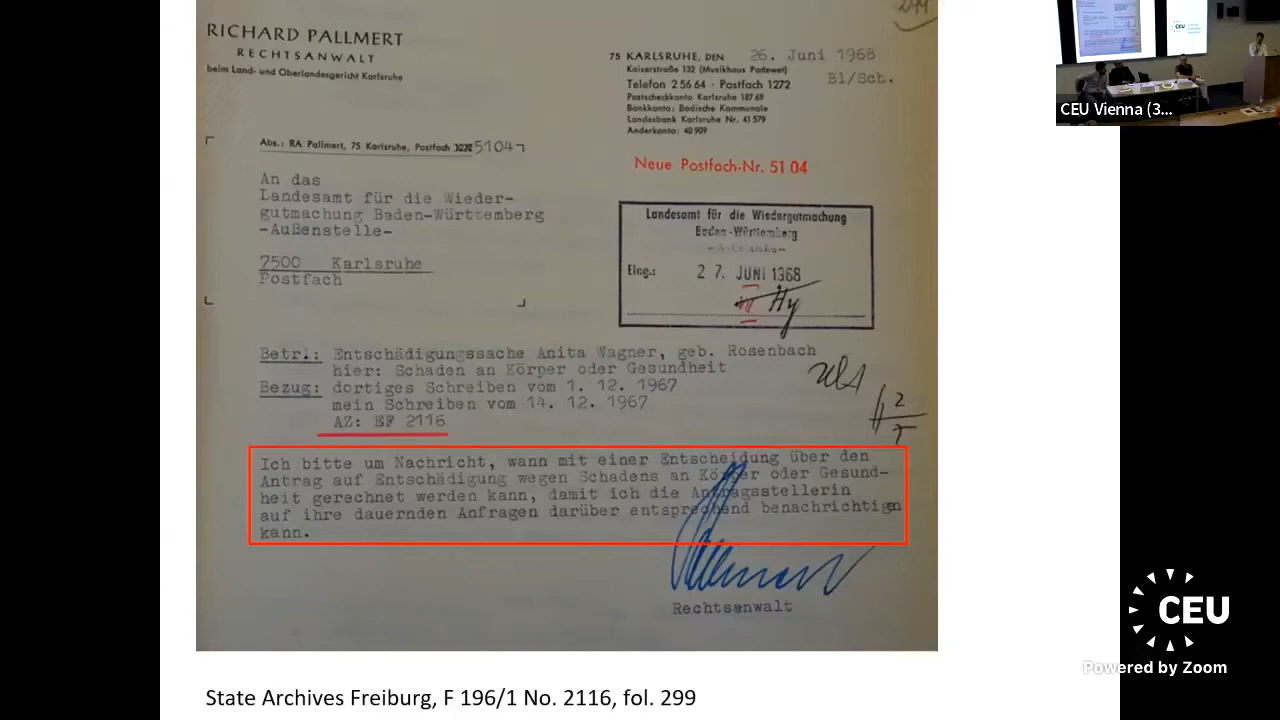 299
RICHARD PALLMERT
RECHTSANWALT
beim Land- und Oberlandesgericht Karlsruhe
75 KARLSRUHE, DEN 26. Juni 1968
Kaiserstraße 132 (Musikhaus Padewet)
Bl/Sch.
Telefon 2 55 64 · Postfach 1272
Postscheckkonto Karlsruhe 187 69
Bankkonto: Badische Kommunale
Landesbank Karlsruhe Nr. 41 579
Anderkonto: 40 909
Abs.: RA Pallmert, 75 Karlsruhe, Postfach 5104
Neue Postfach-Nr. 51 04
An das
Landesamt für die Wieder-
gutmachung Baden-Württemberg
-Außenstelle-
7500 Karlsruhe
Postfach
Landesamt für die Wiedergutmachung
Baden-Württemberg
Eing.: 27. JUNI 1968
Betr.: Entschädigungssache Anita Wagner, geb. Rosenbach
hier: Schaden an Körper oder Gesundheit
Bezug: dortiges Schreiben vom 1. 12. 1967
mein Schreiben vom 14. 12. 1967
AZ: EF 2116
Ich bitte um Nachricht, wann mit einer Entscheidung über den
Antrag auf Entschädigung wegen Schadens an Körper oder Gesund-
heit gerechnet werden kann, damit ich die Antragsstellerin
auf ihre dauernden Anfragen darüber entsprechend benachrichtigen
kann.
Rechtsanwalt
State Archives Freiburg, F 196/1 No. 2116, fol. 299
CEU Vienna (3...
CEU
Powered by Zoom